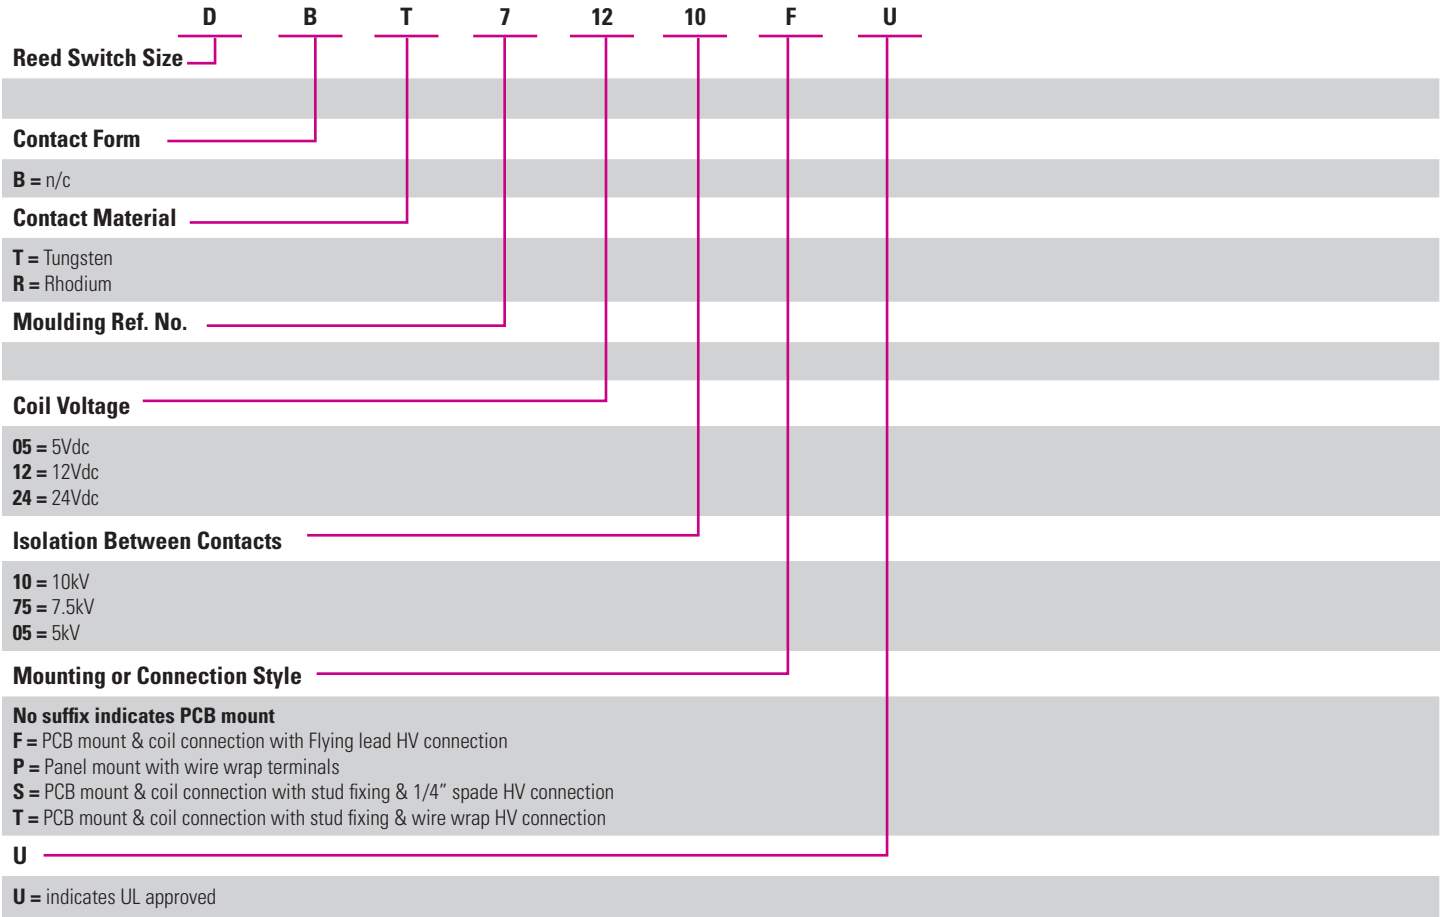 D B T 7 12 10 F U
Reed Switch Size
Contact Form
B = n/c
Contact Material
T = Tungsten
R = Rhodium
Moulding Ref. No.
Coil Voltage
05 = 5Vdc
12 = 12Vdc
24 = 24Vdc
Isolation Between Contacts
10 = 10kV
75 = 7.5kV
05 = 5kV
Mounting or Connection Style
No suffix indicates PCB mount
F = PCB mount & coil connection with Flying lead HV connection
P = Panel mount with wire wrap terminals
S = PCB mount & coil connection with stud fixing & 1/4” spade HV connection
T = PCB mount & coil connection with stud fixing & wire wrap HV connection
U
U = indicates UL approved